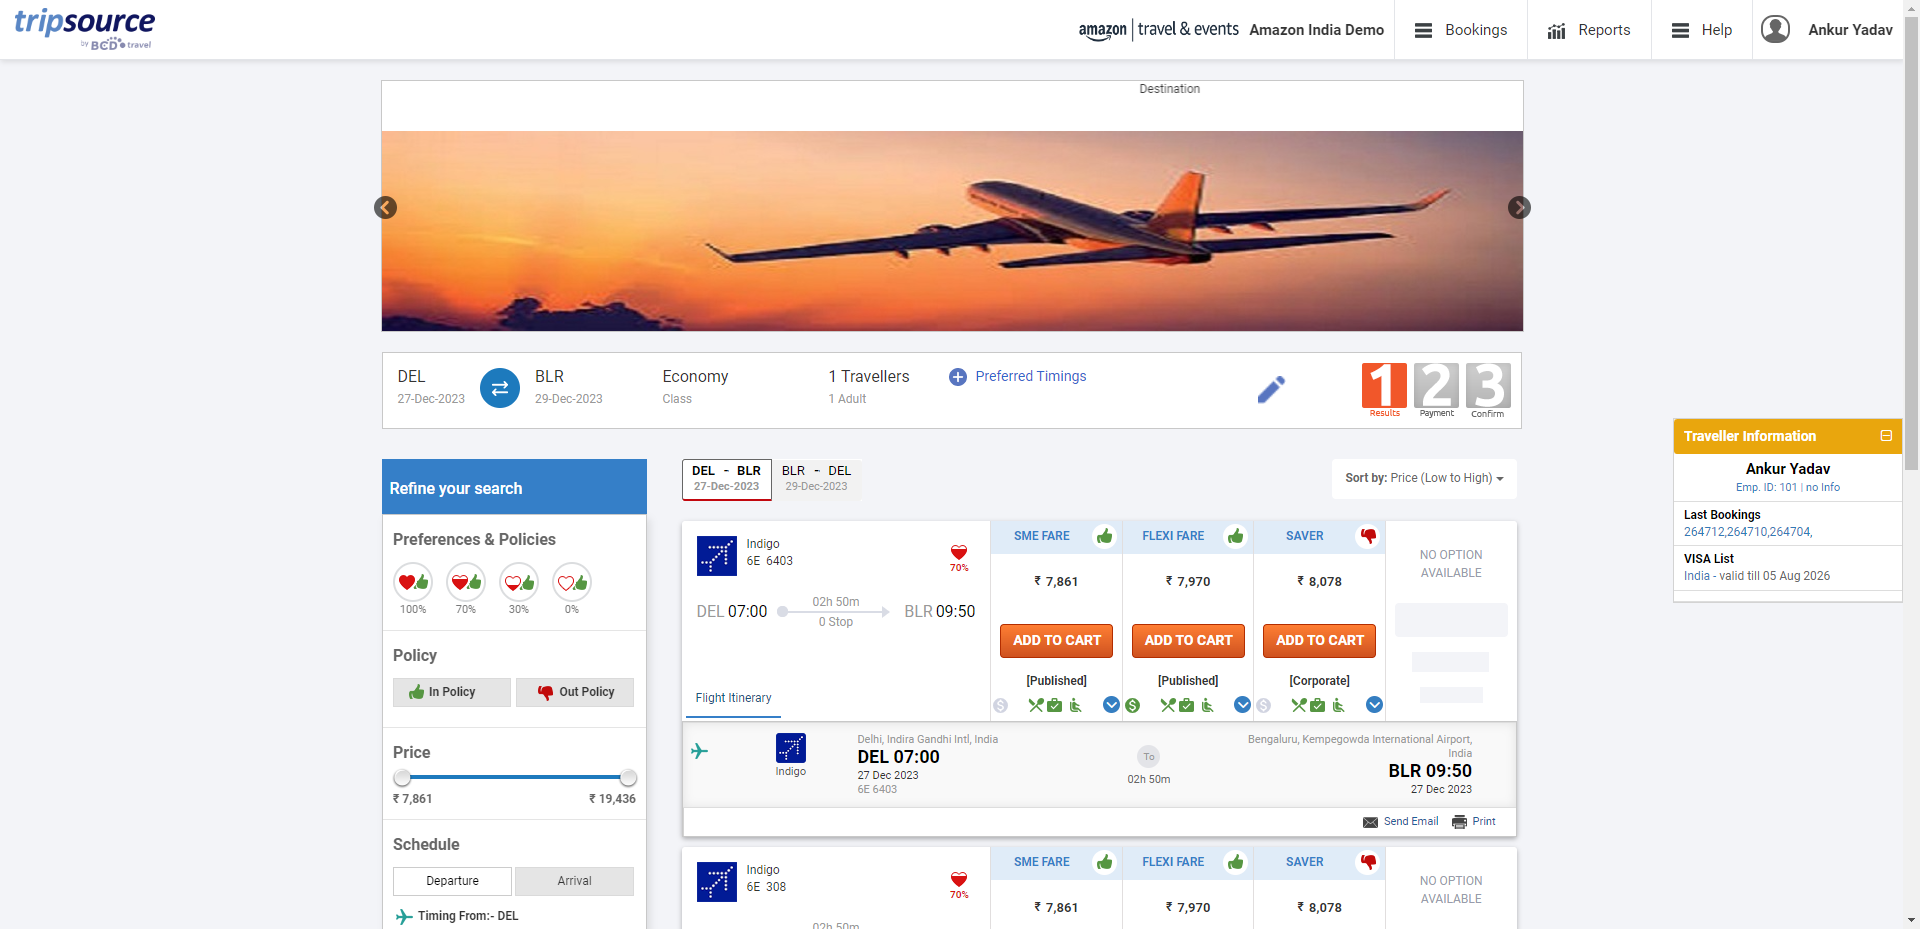 tripsource
by BCD travel
amazon | travel & events
Amazon India Demo
Bookings
Reports
Help
Ankur Yadav
Destination
DEL
27-Dec-2023
BLR
29-Dec-2023
Economy
Class
1 Travellers
1 Adult
Preferred Timings
1 2 3
Results Payment Confirm
Traveller Information
Ankur Yadav
Emp. ID: 101 | no Info
Last Bookings
264712,264710,264704,
VISA List
India - valid till 05 Aug 2026
Refine your search
Preferences & Policies
100% 70% 30% 0%
Policy
In Policy Out Policy
Price
₹ 7,861 ₹ 19,436
Schedule
Departure Arrival
Timing From:- DEL
DEL - BLR
27-Dec-2023
BLR - DEL
29-Dec-2023
Sort by: Price (Low to High)
Indigo
6E 6403
70%
DEL 07:00
02h 50m
0 Stop
BLR 09:50
Flight Itinerary
SME FARE
₹ 7,861
ADD TO CART
[Published]
FLEXI FARE
₹ 7,970
ADD TO CART
[Published]
SAVER
₹ 8,078
ADD TO CART
[Corporate]
NO OPTION
AVAILABLE
Indigo
Delhi, Indira Gandhi Intl, India
DEL 07:00
27 Dec 2023
6E 6403
To
02h 50m
Bengaluru, Kempegowda International Airport,
India
BLR 09:50
27 Dec 2023
Send Email Print
Indigo
6E 308
70%
02h 50m
SME FARE
₹ 7,861
FLEXI FARE
₹ 7,970
SAVER
₹ 8,078
NO OPTION
AVAILABLE